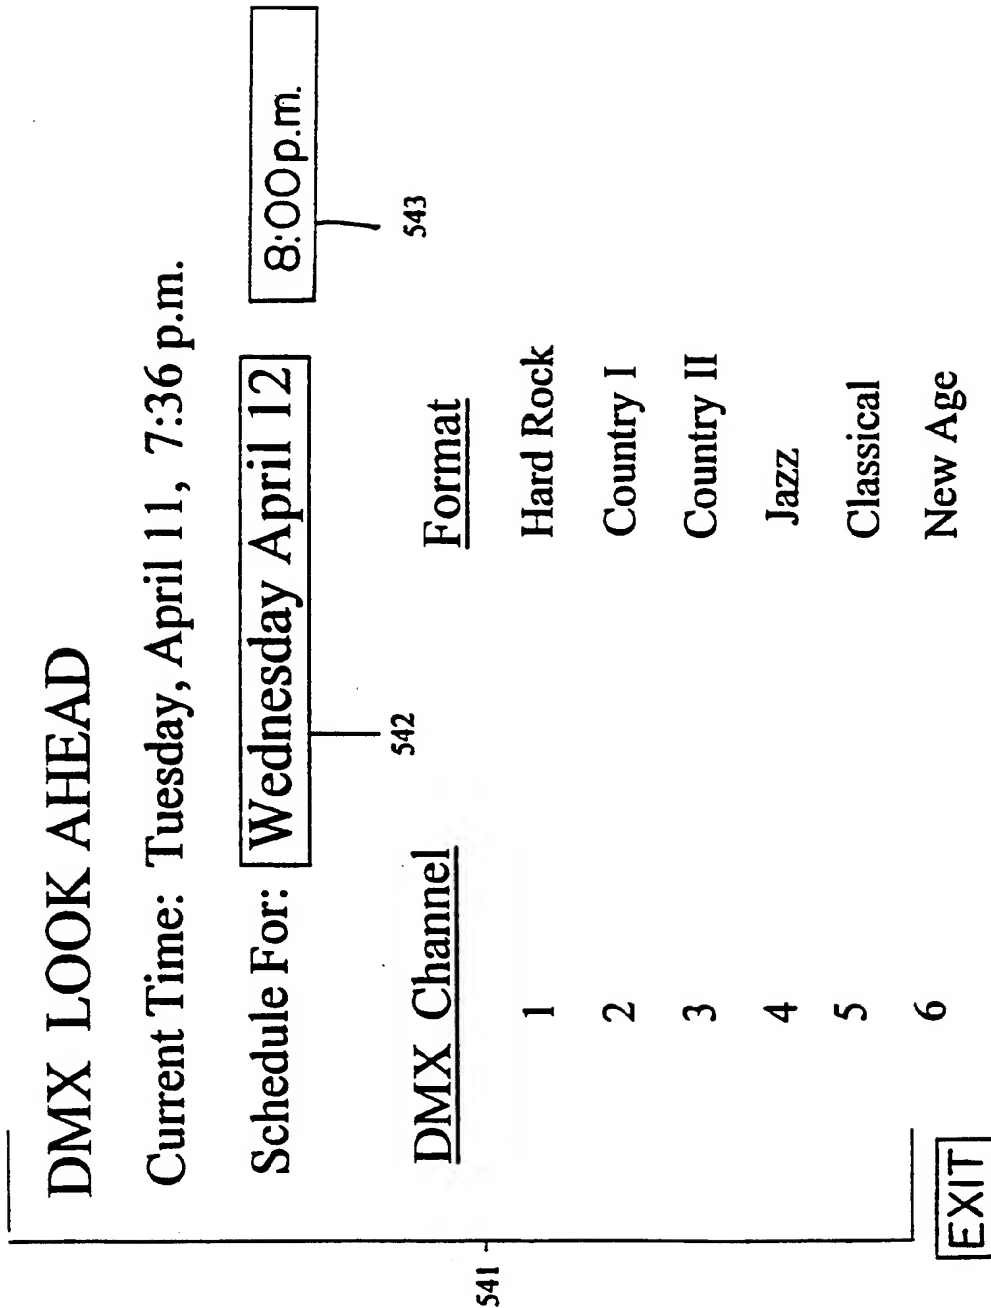 DMX LOOK AHEAD
Current Time: Tuesday, April 11, 7:36 p.m.
Schedule For: Wednesday April 12 8:00p.m.
542 543
DMX Channel Format
1 Hard Rock
2 Country I
3 Country II
4 Jazz
5 Classical
6 New Age
541
EXIT